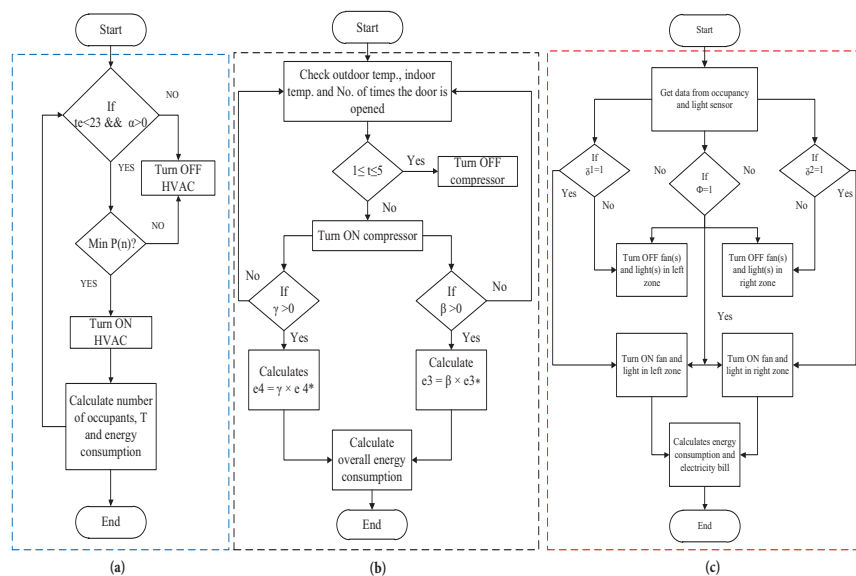 Start
If
te<23 && α>0
NO
YES
Turn OFF
HVAC
Min P(n)?
NO
YES
Turn ON
HVAC
Calculate number
of occupants, T
and energy
consumption
End
(a)
Start
Check outdoor temp., indoor
temp. and No. of times the door is
opened
1≤ t≤5
Yes
Turn OFF
compressor
No
Turn ON compressor
No
If
γ >0
If
β >0
No
Yes
Yes
Calculates
e4 = γ × e 4*
Calculate
e3 = β × e3*
Calculate
overall energy
consumption
End
(b)
Start
Get data from occupancy
and light sensor
If
δ1=1
If
Φ=1
If
δ2=1
Yes
No
No
No
No
Yes
Turn OFF fan(s)
and light(s) in left
zone
Turn OFF fan(s)
and light(s) in
right zone
Yes
Turn ON fan and
light in left zone
Turn ON fan and
light in right zone
Calculates energy
consumption and
electricity bill
End
(c)